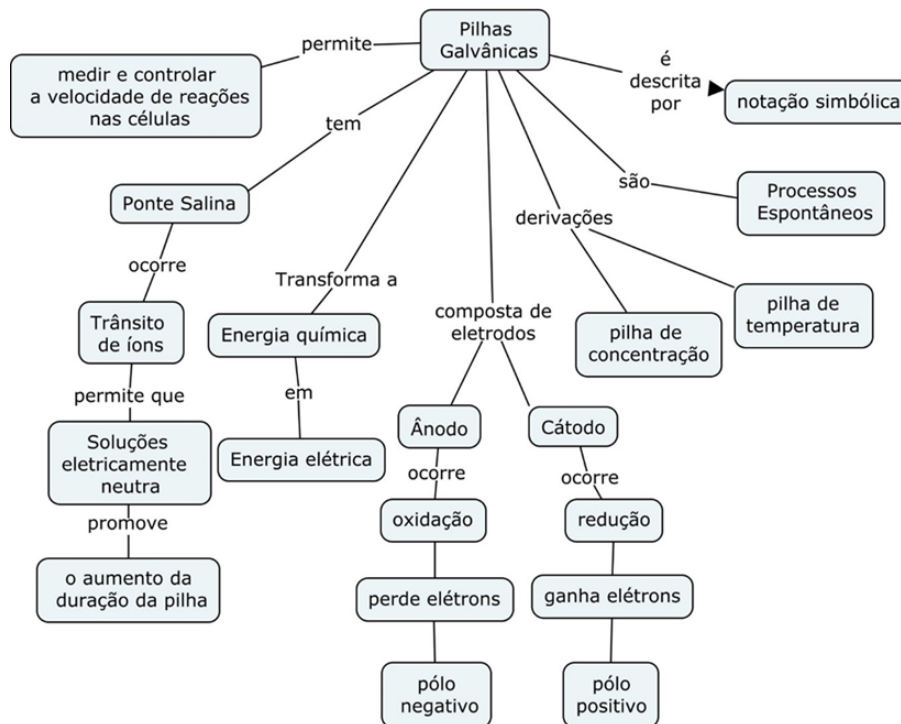 Pilhas
Galvânicas
permite
medir e controlar
a velocidade de reações
nas células
é
descrita
por
notação simbólica
tem
Ponte Salina
ocorre
Trânsito
de íons
permite que
Soluções
eletricamente
neutra
promove
o aumento da
duração da pilha
Transforma a
Energia química
em
Energia elétrica
composta de
eletrodos
Ânodo
ocorre
oxidação
perde elétrons
pólo
negativo
Cátodo
ocorre
redução
ganha elétrons
pólo
positivo
derivações
pilha de
concentração
pilha de
temperatura
são
Processos
Espontâneos